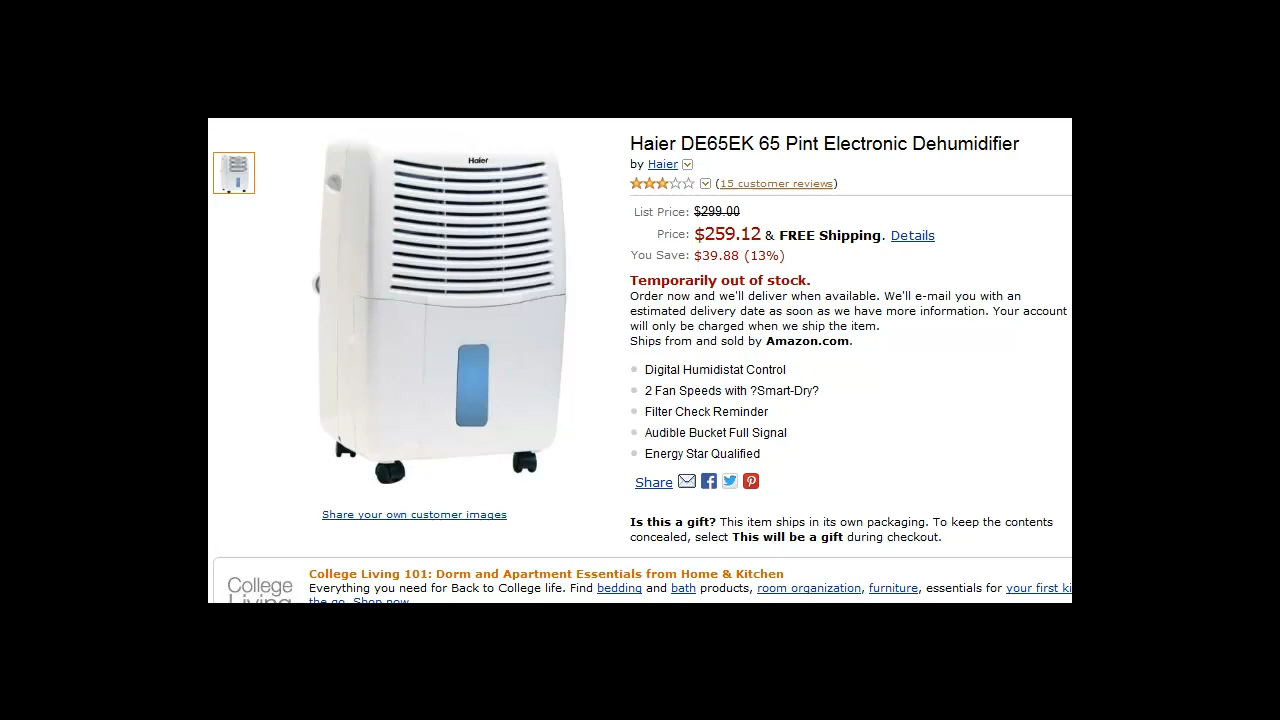 Haier DE65EK 65 Pint Electronic Dehumidifier
by Haier
(15 customer reviews)
List Price: $299.00
Price: $259.12 & FREE Shipping. Details
You Save: $39.88 (13%)
Temporarily out of stock.
Order now and we'll deliver when available. We'll e-mail you with an
estimated delivery date as soon as we have more information. Your account
will only be charged when we ship the item.
Ships from and sold by Amazon.com.
Digital Humidistat Control
2 Fan Speeds with ?Smart-Dry?
Filter Check Reminder
Audible Bucket Full Signal
Energy Star Qualified
Share
Is this a gift? This item ships in its own packaging. To keep the contents
concealed, select This will be a gift during checkout.
Haier
Share your own customer images
College Living 101: Dorm and Apartment Essentials from Home & Kitchen
Everything you need for Back to College life. Find bedding and bath products, room organization, furniture, essentials for your first ki
the go. Shop now
College
Living